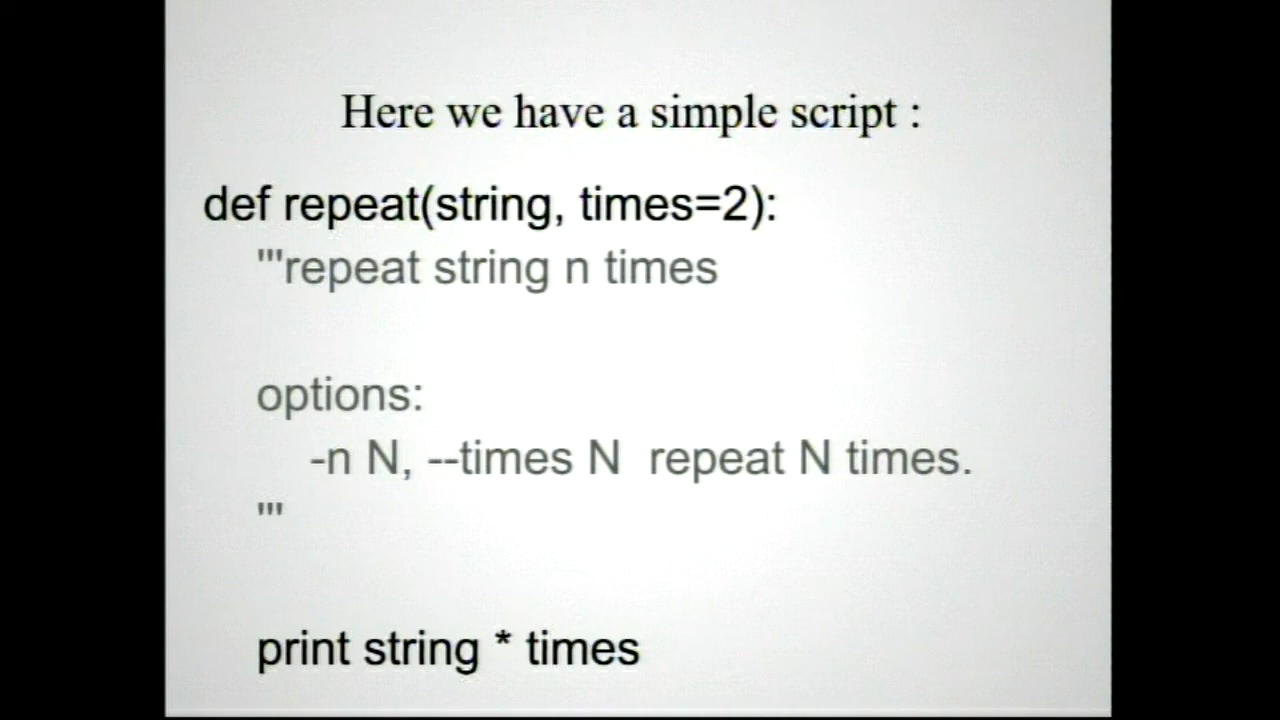 Here we have a simple script :
def repeat(string, times=2):
'''repeat string n times
options:
-n N, --times N  repeat N times.
'''
print string * times